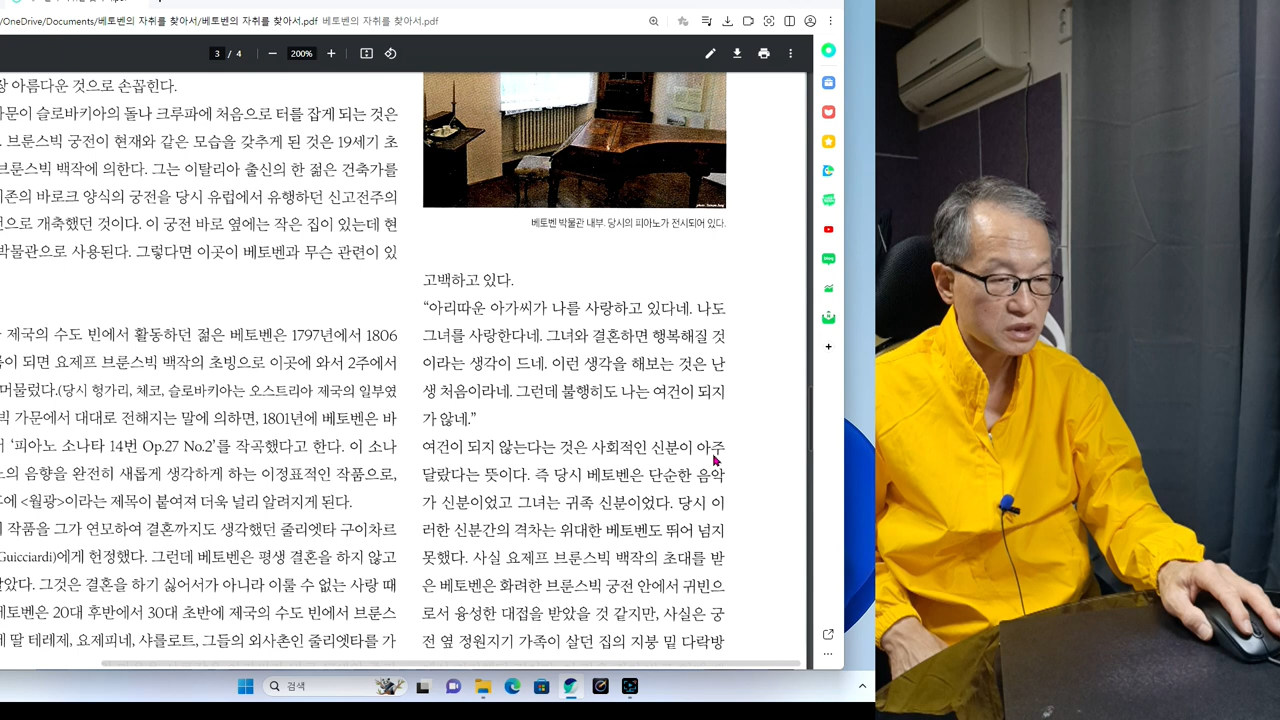 /OneDrive/Documents/베토벤의 자취를 찾아서/베토벤의 자취를 찾아서.pdf 베토벤의 자취를 찾아서.pdf
3 / 4
200%
장 아름다운 것으로 손꼽힌다.
가문이 슬로바키아의 돌나 크루파에 처음으로 터를 잡게 되는 것은
. 브룬스빅 궁전이 현재와 같은 모습을 갖추게 된 것은 19세기 초
브룬스빅 백작에 의한다. 그는 이탈리아 출신의 한 젊은 건축가를
기존의 바로크 양식의 궁전을 당시 유럽에서 유행하던 신고전주의
으로 개축했던 것이다. 이 궁전 바로 옆에는 작은 집이 있는데 현
박물관으로 사용된다. 그렇다면 이곳이 베토벤과 무슨 관련이 있
제국의 수도 빈에서 활동하던 젊은 베토벤은 1797년에서 1806
이 되면 요제프 브룬스빅 백작의 초빙으로 이곳에 와서 2주에서
머물렀다.(당시 헝가리, 체코, 슬로바키아는 오스트리아 제국의 일부였
빅 가문에서 대대로 전해지는 말에 의하면, 1801년에 베토벤은 바
서 ‘피아노 소나타 14번 Op.27 No.2’를 작곡했다고 한다. 이 소나
노의 음향을 완전히 새롭게 생각하게 하는 이정표적인 작품으로,
에 <월광>이라는 제목이 붙여져 더욱 널리 알려지게 된다.
작품을 그가 연모하여 결혼까지도 생각했던 줄리엣타 구이차르
Guicciardi)에게 헌정했다. 그런데 베토벤은 평생 결혼을 하지 않고
살았다. 그것은 결혼을 하기 싫어서가 아니라 이룰 수 없는 사랑 때
베토벤은 20대 후반에서 30대 초반에 제국의 수도 빈에서 브룬스
딸 테레제, 요제피네, 샤를로트, 그들의 외사촌인 줄리엣타를 가
베토벤 박물관 내부. 당시의 피아노가 전시되어 있다.
고백하고 있다.
“아리따운 아가씨가 나를 사랑하고 있다네. 나도
그녀를 사랑한다네. 그녀와 결혼하면 행복해질 것
이라는 생각이 드네. 이런 생각을 해보는 것은 난
생 처음이라네. 그런데 불행히도 나는 여건이 되지
가 않네.”
여건이 되지 않는다는 것은 사회적인 신분이 아주
달랐다는 뜻이다. 즉 당시 베토벤은 단순한 음악
가 신분이었고 그녀는 귀족 신분이었다. 당시 이
러한 신분간의 격차는 위대한 베토벤도 뛰어 넘지
못했다. 사실 요제프 브룬스빅 백작의 초대를 받
은 베토벤은 화려한 브룬스빅 궁전 안에서 귀빈으
로서 융성한 대접을 받았을 것 같지만, 사실은 궁
전 옆 정원지기 가족이 살던 집의 지붕 밑 다락방
검색